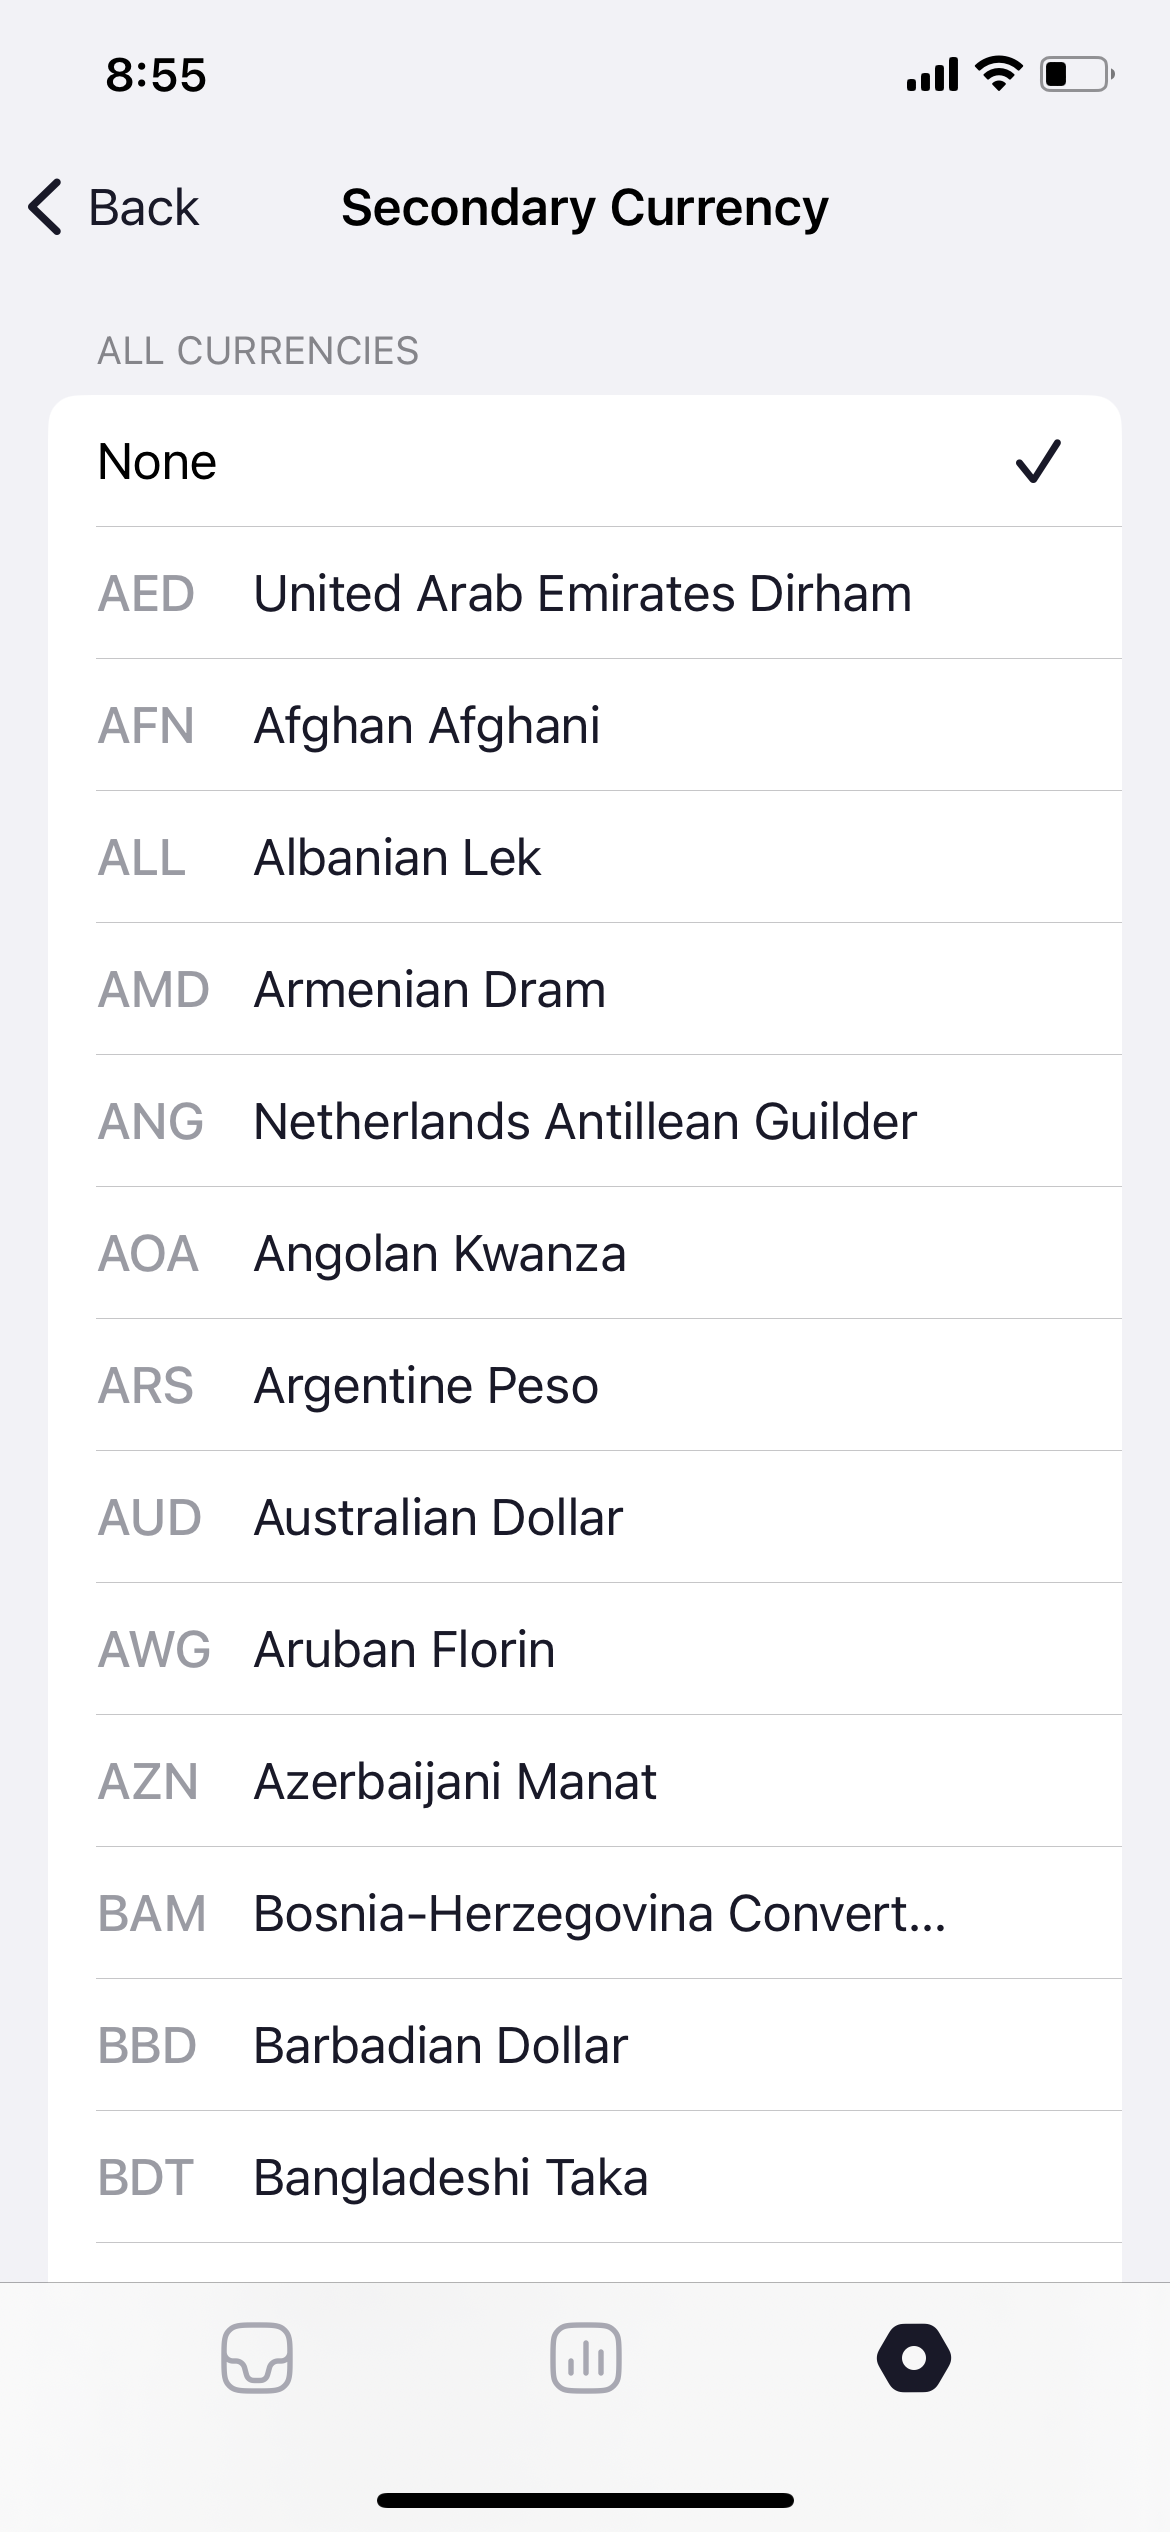 8:55
Back
Secondary Currency
ALL CURRENCIES
None
AED United Arab Emirates Dirham
AFN Afghan Afghani
ALL Albanian Lek
AMD Armenian Dram
ANG Netherlands Antillean Guilder
AOA Angolan Kwanza
ARS Argentine Peso
AUD Australian Dollar
AWG Aruban Florin
AZN Azerbaijani Manat
BAM Bosnia-Herzegovina Convert...
BBD Barbadian Dollar
BDT Bangladeshi Taka